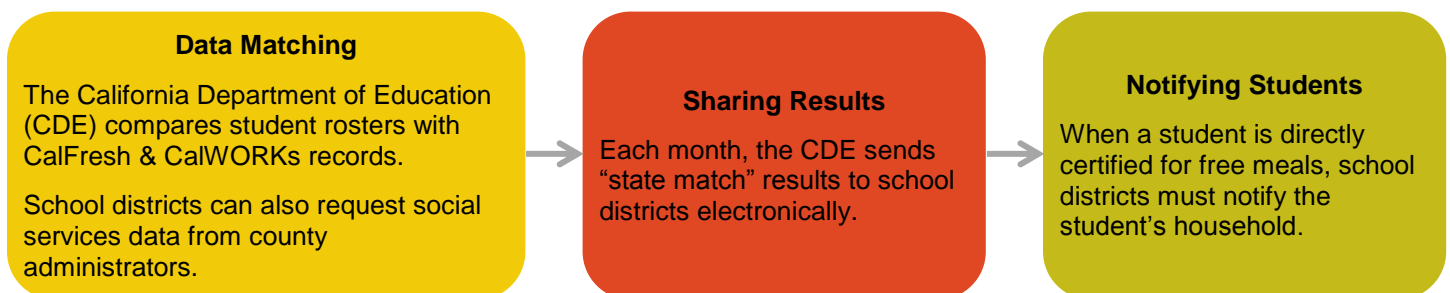 Data Matching
The California Department of Education
(CDE) compares student rosters with
CalFresh & CalWORKs records.
School districts can also request social
services data from county
administrators.
Sharing Results
Each month, the CDE sends
“state match” results to school
districts electronically.
Notifying Students
When a student is directly
certified for free meals, school
districts must notify the
student’s household.